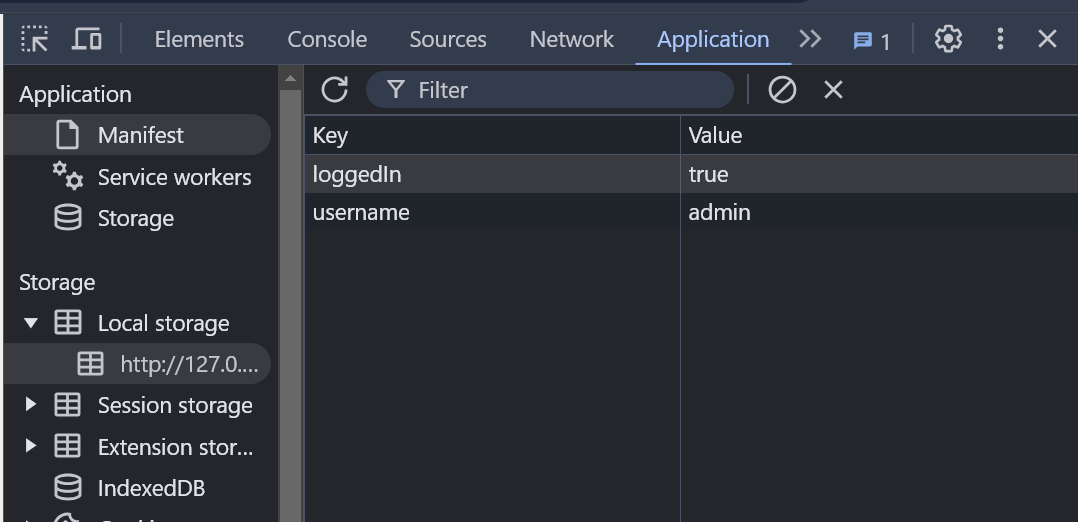 Elements Console Sources Network Application 1
Application
Manifest
Service workers
Storage
Storage
Local storage
http://127.0....
Session storage
Extension stor...
IndexedDB
Filter
Key Value
loggedIn true
username admin